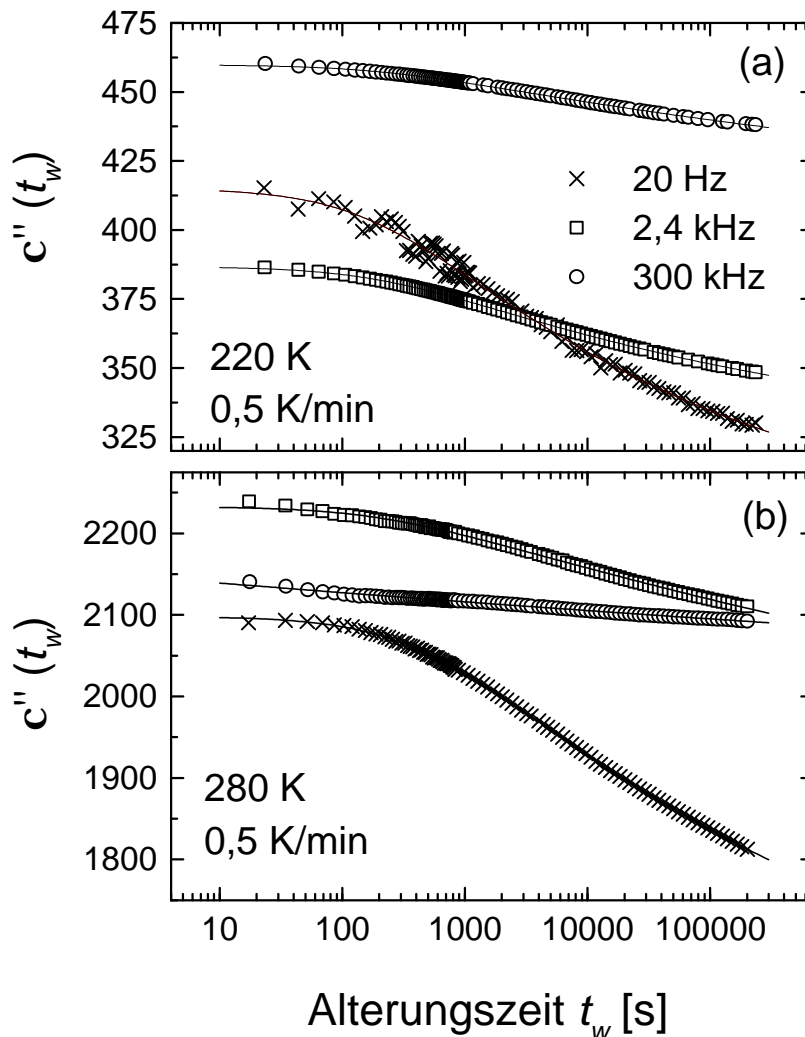 475
450
425
400
375
350
325
c'' (t_w)
(a)
20 Hz
2,4 kHz
300 kHz
220 K
0,5 K/min
2200
2100
2000
1900
1800
c'' (t_w)
(b)
280 K
0,5 K/min
10 100 1000 10000 100000
Alterungszeit t_w [s]